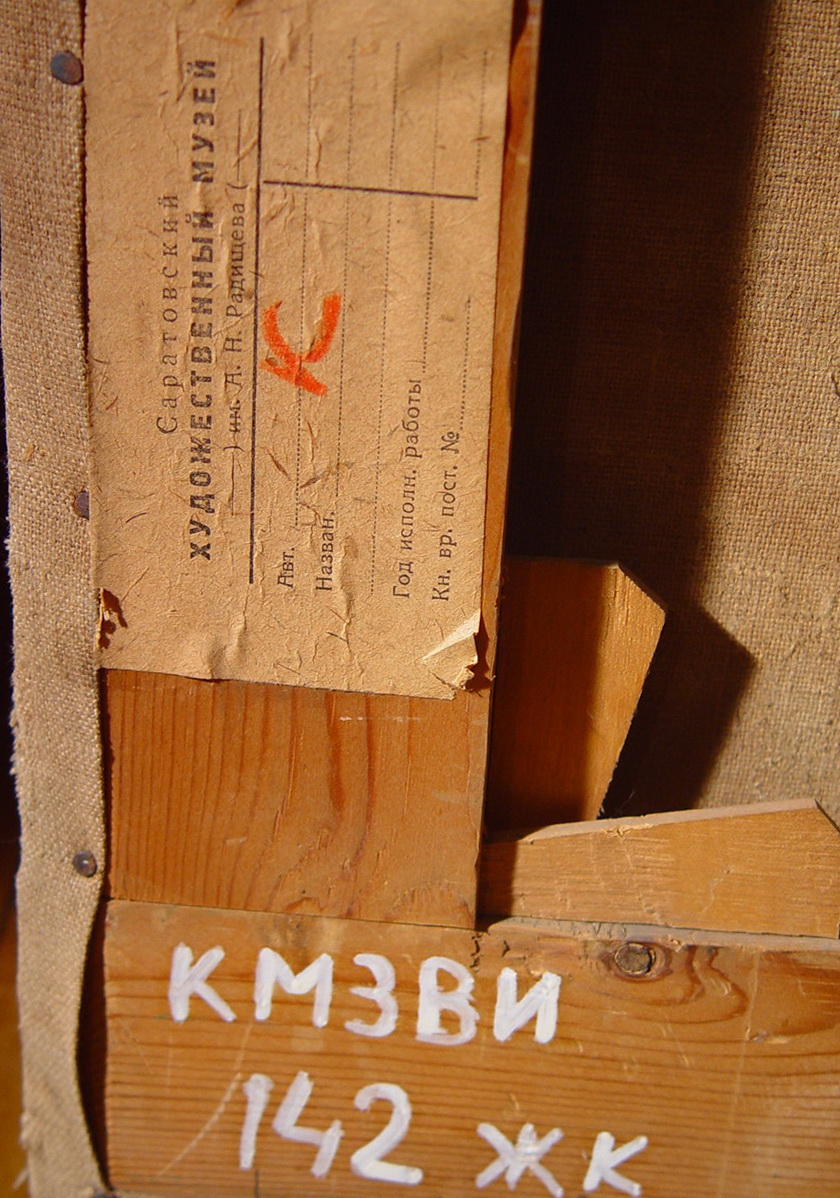 Саратовский
ХУДОЖЕСТВЕННЫЙ МУЗЕЙ
) им. А. Н. Радищева (
К
Авт.
Назван.
Год исполн. работы
Кн. вр. пост. №
КМЗВИ
142 ЖК